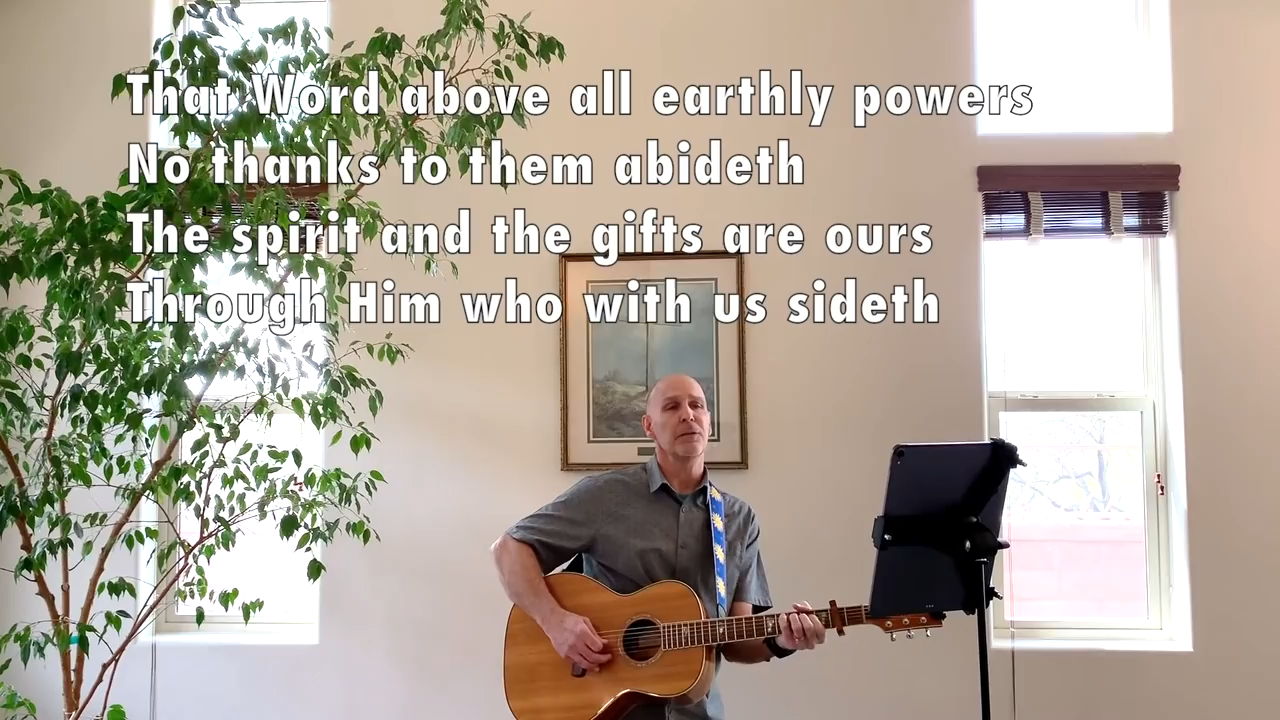 That Word above all earthly powers
No thanks to them abideth
The spirit and the gifts are ours
Through Him who with us sideth